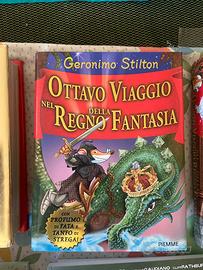 Geronimo Stilton
OTTAVO VIAGGIO
NEL REGNO DELLA FANTASIA
CON
PROFUMO
DI FATA E
TANFO DI
STREGA!
PIEMME